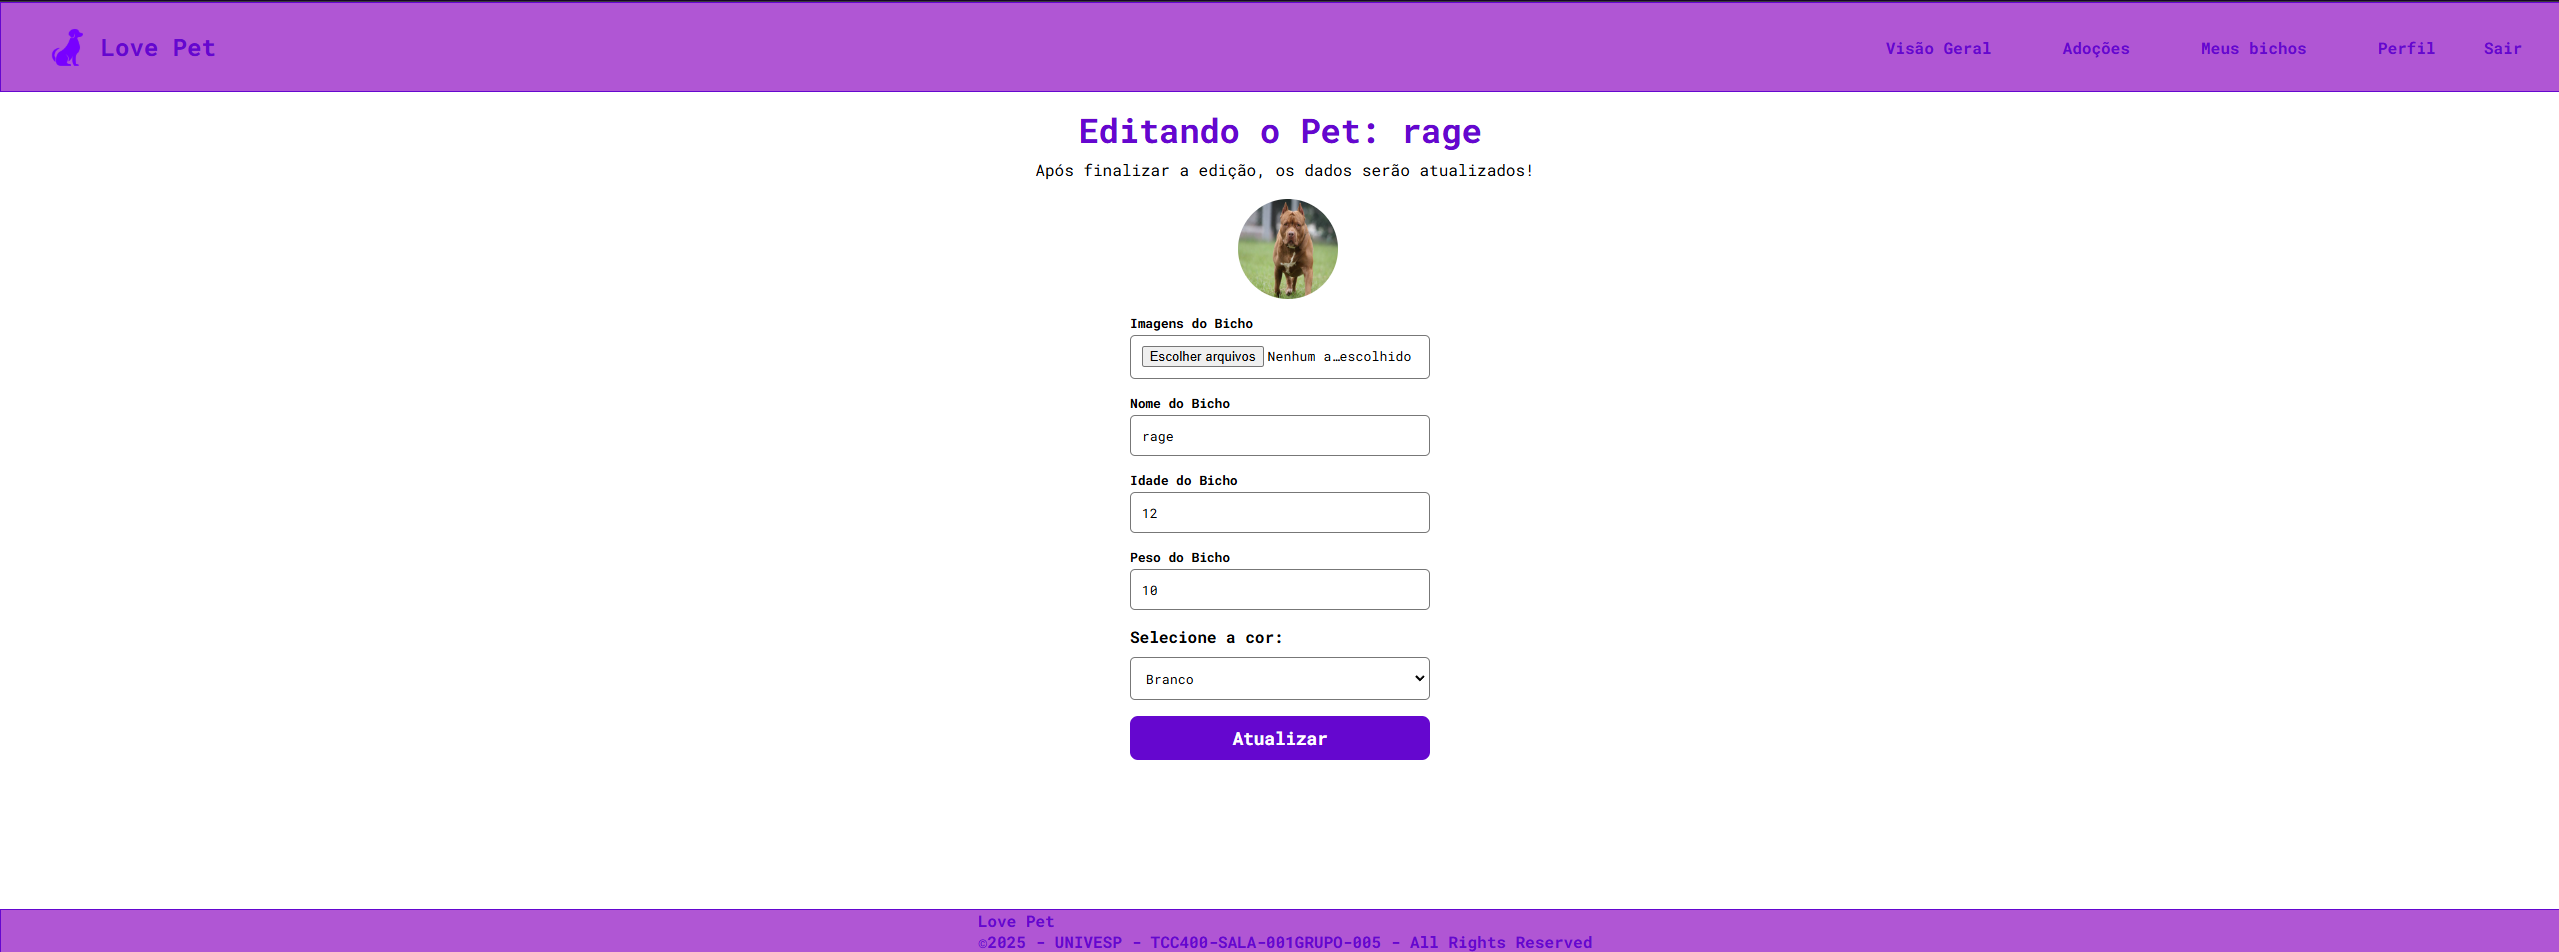 Love Pet
Visão Geral Adoções Meus bichos Perfil Sair
Editando o Pet: rage
Após finalizar a edição, os dados serão atualizados!
Imagens do Bicho
Escolher arquivos Nenhum a…escolhido
Nome do Bicho
rage
Idade do Bicho
12
Peso do Bicho
10
Selecione a cor:
Branco
Atualizar
Love Pet
©2025 - UNIVESP - TCC400-SALA-001GRUPO-005 - All Rights Reserved